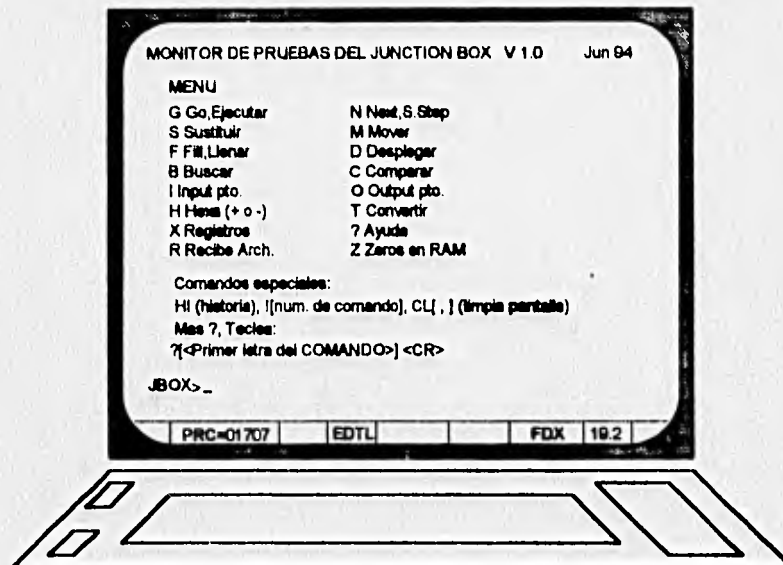 MONITOR DE PRUEBAS DEL JUNCTION BOX V 1.0 Jun 94
MENU
G Go,Ejecutar N Next,S.Step
S Sustituir M Mover
F Fill,Llenar D Desplegar
B Buscar C Comparar
I Input pto. O Output pto.
H Hexa (+ o -) T Convertir
X Registros ? Ayuda
R Recibe Arch. Z Zeros en RAM
Comandos especiales:
H! (historia), ![num. de comando], CL[ , ] (limpia pantalla)
Mas ?, Teclea:
?[<Primer letra del COMANDO>] <CR>
JBOX>_
PRC=01707 EDTL FDX 19.2